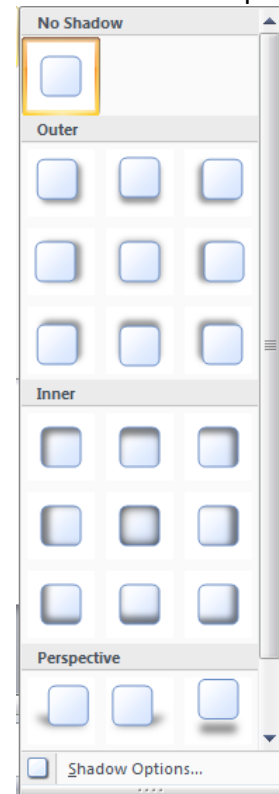 No Shadow
Outer
Inner
Perspective
Shadow Options...